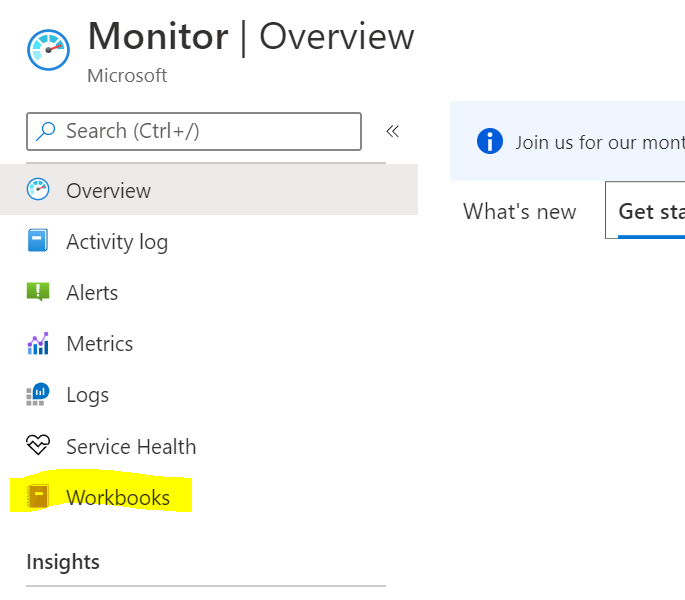 Monitor | Overview
Microsoft
Search (Ctrl+/)
«
Join us for our mont
Overview
What's new
Get sta
Activity log
Alerts
Metrics
Logs
Service Health
Workbooks
Insights